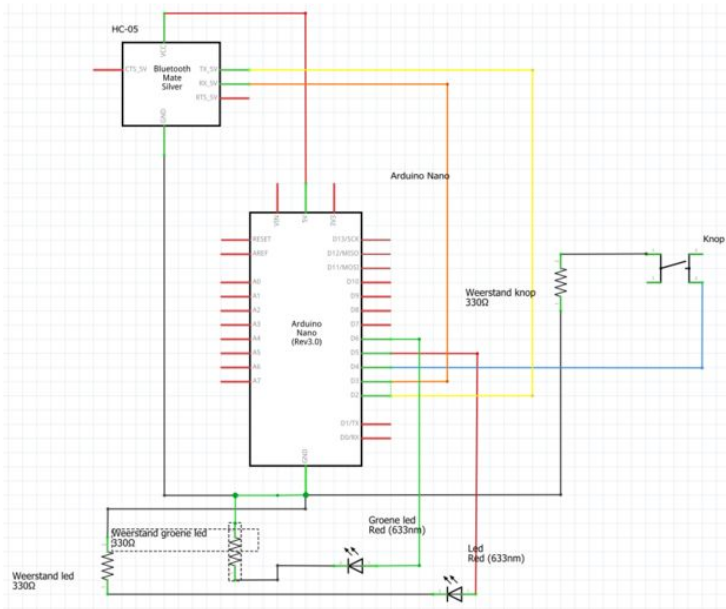 HC-05
VCC
CTS_5V
Bluetooth
Mate
Silver
TX_5V
RX_5V
RTS_5V
GND
Arduino Nano
VIN
5V
3V3
RESET
AREF
A0
A1
A2
A3
A4
A5
A6
A7
Arduino
Nano
(Rev3.0)
D13/SCK
D12/MISO
D11/MOSI
D10
D9
D8
D7
D6
D5
D4
D3
D2
D1/TX
D0/RX
GND
Knop
Weerstand knop
330Ω
Groene led
Red (633nm)
Weerstand groene led
330Ω
Led
Red (633nm)
Weerstand led
330Ω